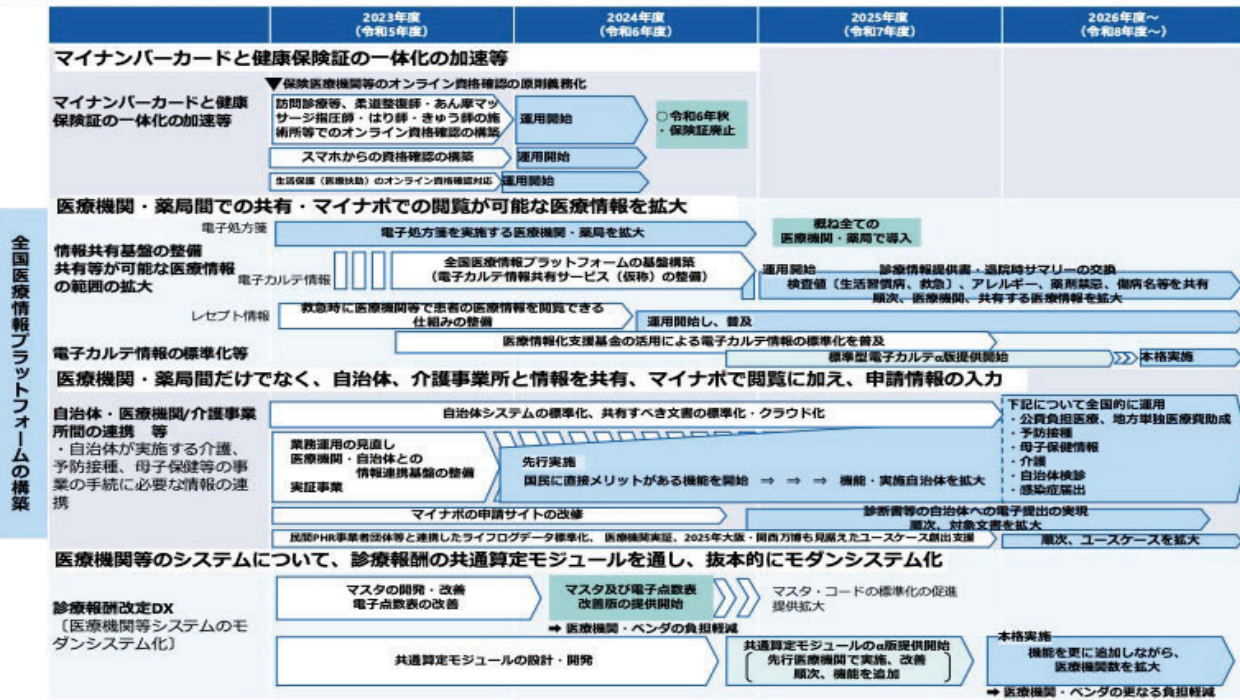 2023年度
(令和5年度)
2024年度
(令和6年度)
2025年度
(令和7年度)
2026年度～
(令和8年度～)
全国医療情報プラットフォームの構築
マイナンバーカードと健康保険証の一体化の加速等
マイナンバーカードと健康
保険証の一体化の加速等
▼保険医療機関等のオンライン資格確認の原則義務化
訪問診療等、柔道整復師・あん摩マッ
サージ指圧師・はり師・きゅう師の施
術所等でのオンライン資格確認の構築
運用開始
○令和6年秋
・保険証廃止
スマホからの資格確認の構築
運用開始
生活保護（医療扶助）のオンライン資格確認対応
運用開始
医療機関・薬局間での共有・マイナポでの閲覧が可能な医療情報を拡大
情報共有基盤の整備
共有等が可能な医療情報
の範囲の拡大
電子処方箋
電子処方箋を実施する医療機関・薬局を拡大
概ね全ての
医療機関・薬局で導入
電子カルテ情報
全国医療情報プラットフォームの基盤構築
（電子カルテ情報共有サービス（仮称）の整備）
運用開始
診療情報提供書・退院時サマリーの交換
検査値〔生活習慣病、救急〕、アレルギー、薬剤禁忌、傷病名等を共有
順次、医療機関、共有する医療情報を拡大
レセプト情報
救急時に医療機関等で患者の医療情報を閲覧できる
仕組みの整備
運用開始し、普及
電子カルテ情報の標準化等
医療情報化支援基金の活用による電子カルテ情報の標準化を普及
標準型電子カルテα版提供開始
本格実施
医療機関・薬局間だけでなく、自治体、介護事業所と情報を共有、マイナポで閲覧に加え、申請情報の入力
自治体・医療機関/介護事業
所間の連携 等
・自治体が実施する介護、
予防接種、母子保健等の事
業の手続に必要な情報の連
携
自治体システムの標準化、共有すべき文書の標準化・クラウド化
業務運用の見直し
医療機関・自治体との
情報連携基盤の整備
実証事業
先行実施
国民に直接メリットがある機能を開始 ⇒ ⇒ ⇒ 機能・実施自治体を拡大
下記について全国的に運用
・公費負担医療、地方単独医療費助成
・予防接種
・母子保健情報
・介護
・自治体検診
・感染症届出
マイナポの申請サイトの改修
診断書等の自治体への電子提出の実現
順次、対象文書を拡大
民間PHR事業者団体等と連携したライフログデータ標準化、医療機関実証、2025年大阪・関西万博も見据えたユースケース創出支援
順次、ユースケースを拡大
医療機関等のシステムについて、診療報酬の共通算定モジュールを通し、抜本的にモダンシステム化
診療報酬改定DX
〔医療機関等システムのモ
ダンシステム化〕
マスタの開発・改善
電子点数表の改善
マスタ及び電子点数表
改善版の提供開始
マスタ・コードの標準化の促進
提供拡大
➡ 医療機関・ベンダの負担軽減
共通算定モジュールの設計・開発
共通算定モジュールのα版提供開始
先行医療機関で実施、改善
順次、機能を追加
本格実施
機能を更に追加しながら、
医療機関数を拡大
➡ 医療機関・ベンダの更なる負担軽減